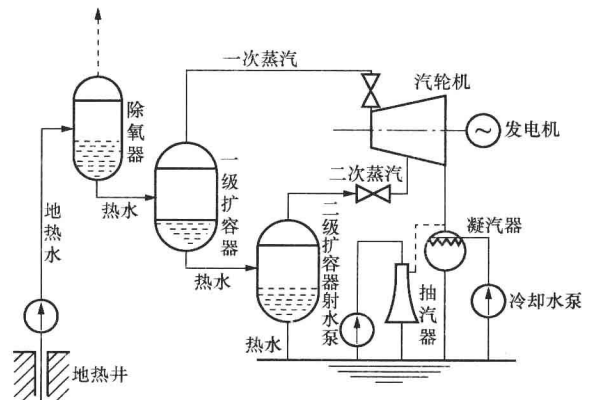 一次蒸汽
汽轮机
除氧器
发电机
一级扩容器
二次蒸汽
地热水
热水
二级扩容器
凝汽器
热水
射水泵
抽汽器
冷却水泵
热水
地热井